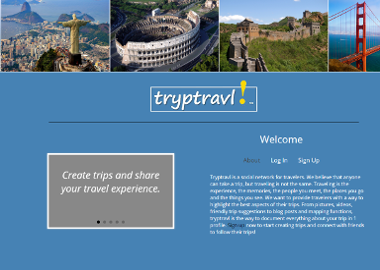 tryptravl!
Welcome
About Log In Sign Up
Create trips and share
your travel experience.
Tryptravl is a social network for travelers. We believe that anyone
can take a trip, but traveling is not the same. Traveling is the
experience, the memories, the people you meet, the places you go
and the things you see. We want to provide travelers with a way to
highlight the best aspects of their trips. From pictures, videos,
friendly trip suggestions to blog posts and mapping functions,
tryptravl is the way to document everything about your trip in 1
profile. Sign up now to start creating trips and connect with friends
to follow their trips!